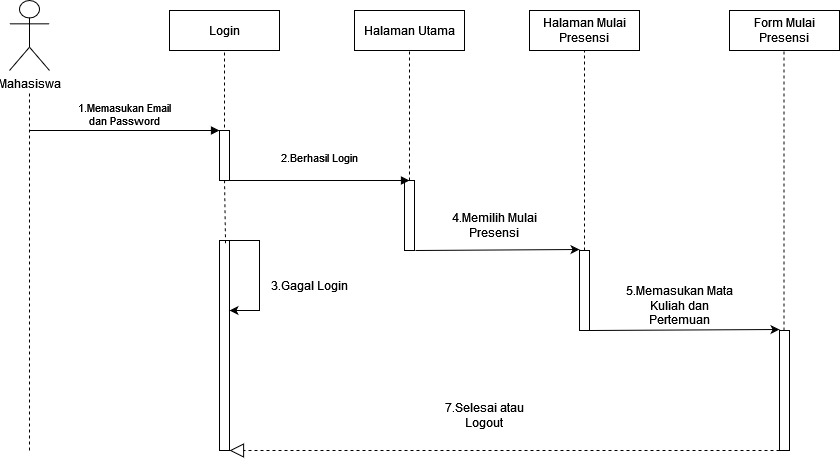 Login
Halaman Utama
Halaman Mulai
Presensi
Form Mulai
Presensi
Mahasiswa
1.Memasukan Email
dan Password
2.Berhasil Login
4.Memilih Mulai
Presensi
3.Gagal Login
5.Memasukan Mata
Kuliah dan
Pertemuan
7.Selesai atau
Logout